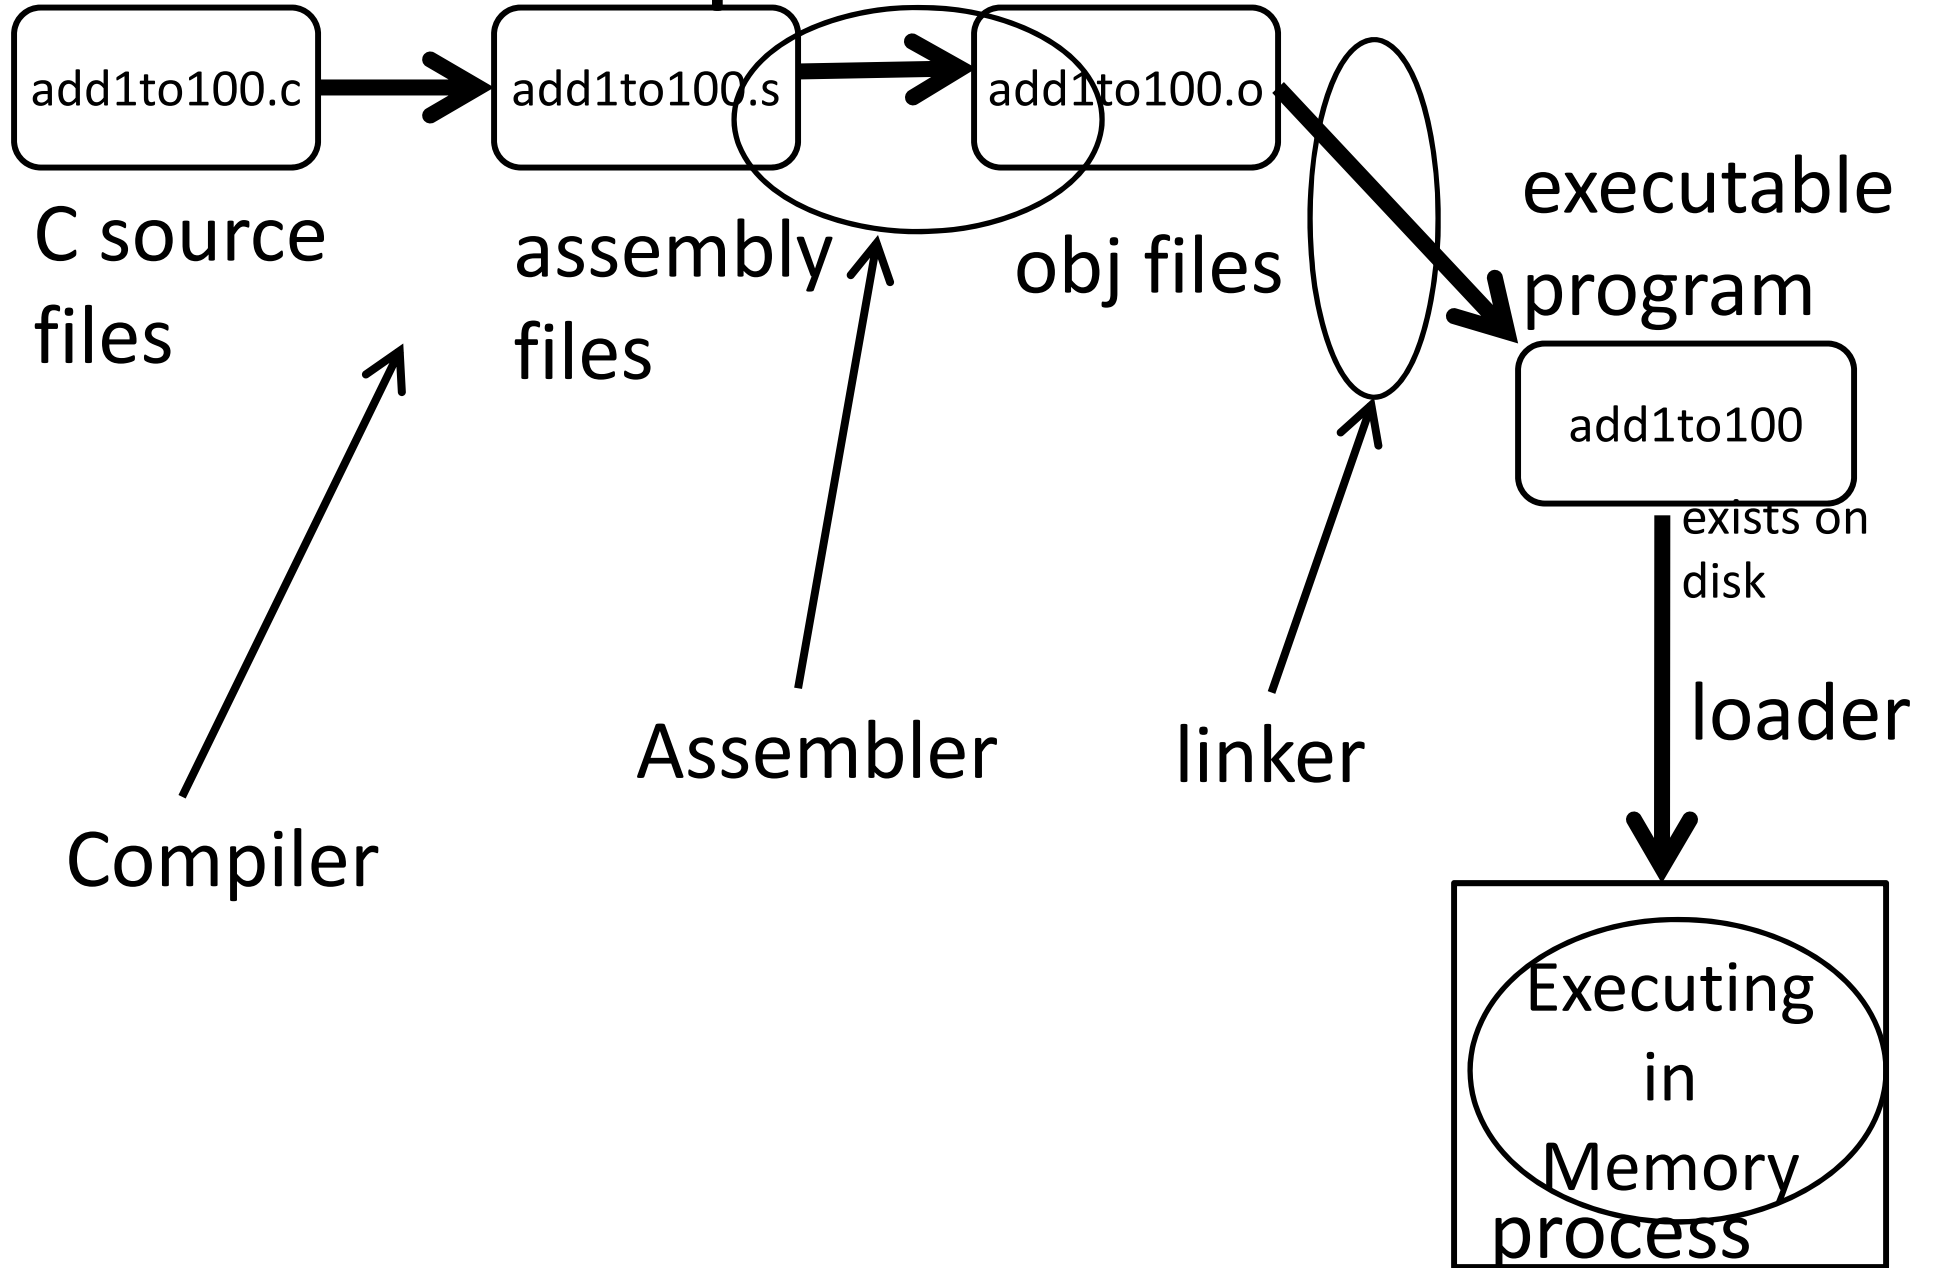 add1to100.c
add1to100.s
add1to100.o
C source
files
assembly
files
obj files
executable
program
add1to100
exists on
disk
loader
Compiler
Assembler
linker
Executing
in
Memory
process